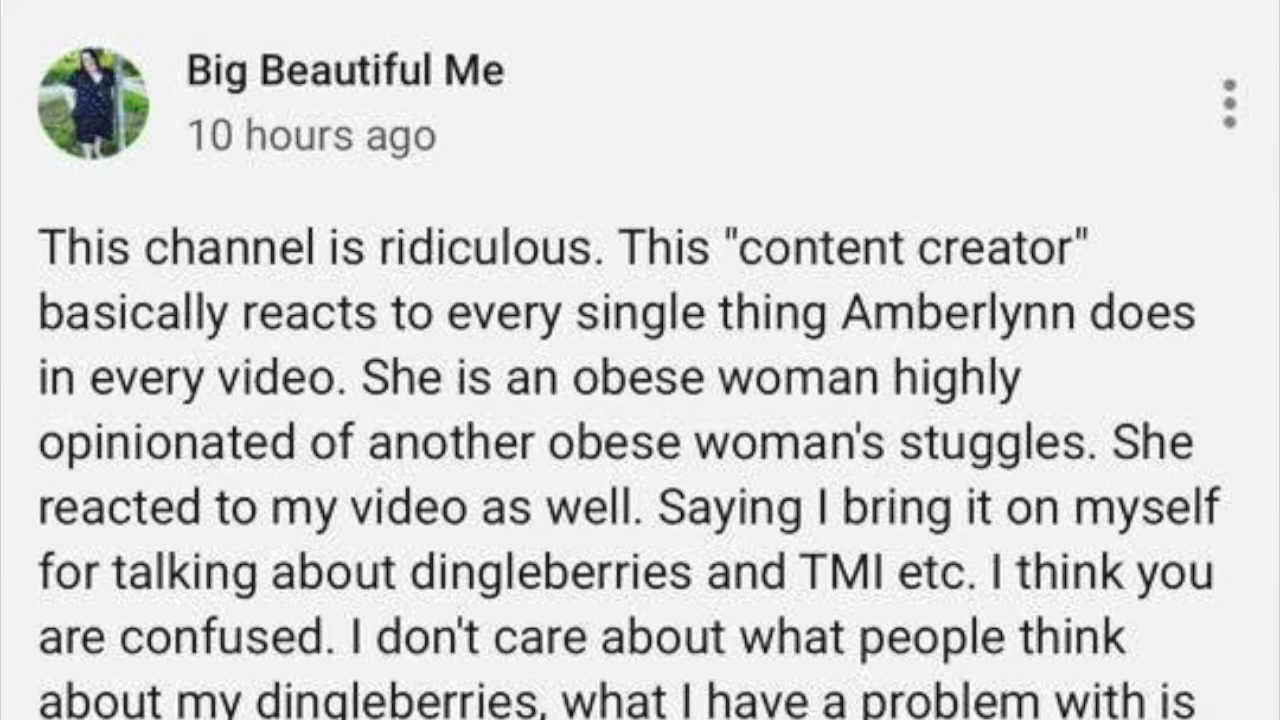 Big Beautiful Me
10 hours ago
This channel is ridiculous. This "content creator"
basically reacts to every single thing Amberlynn does
in every video. She is an obese woman highly
opinionated of another obese woman's stuggles. She
reacted to my video as well. Saying I bring it on myself
for talking about dingleberries and TMI etc. I think you
are confused. I don't care about what people think
about my dingleberries, what I have a problem with is